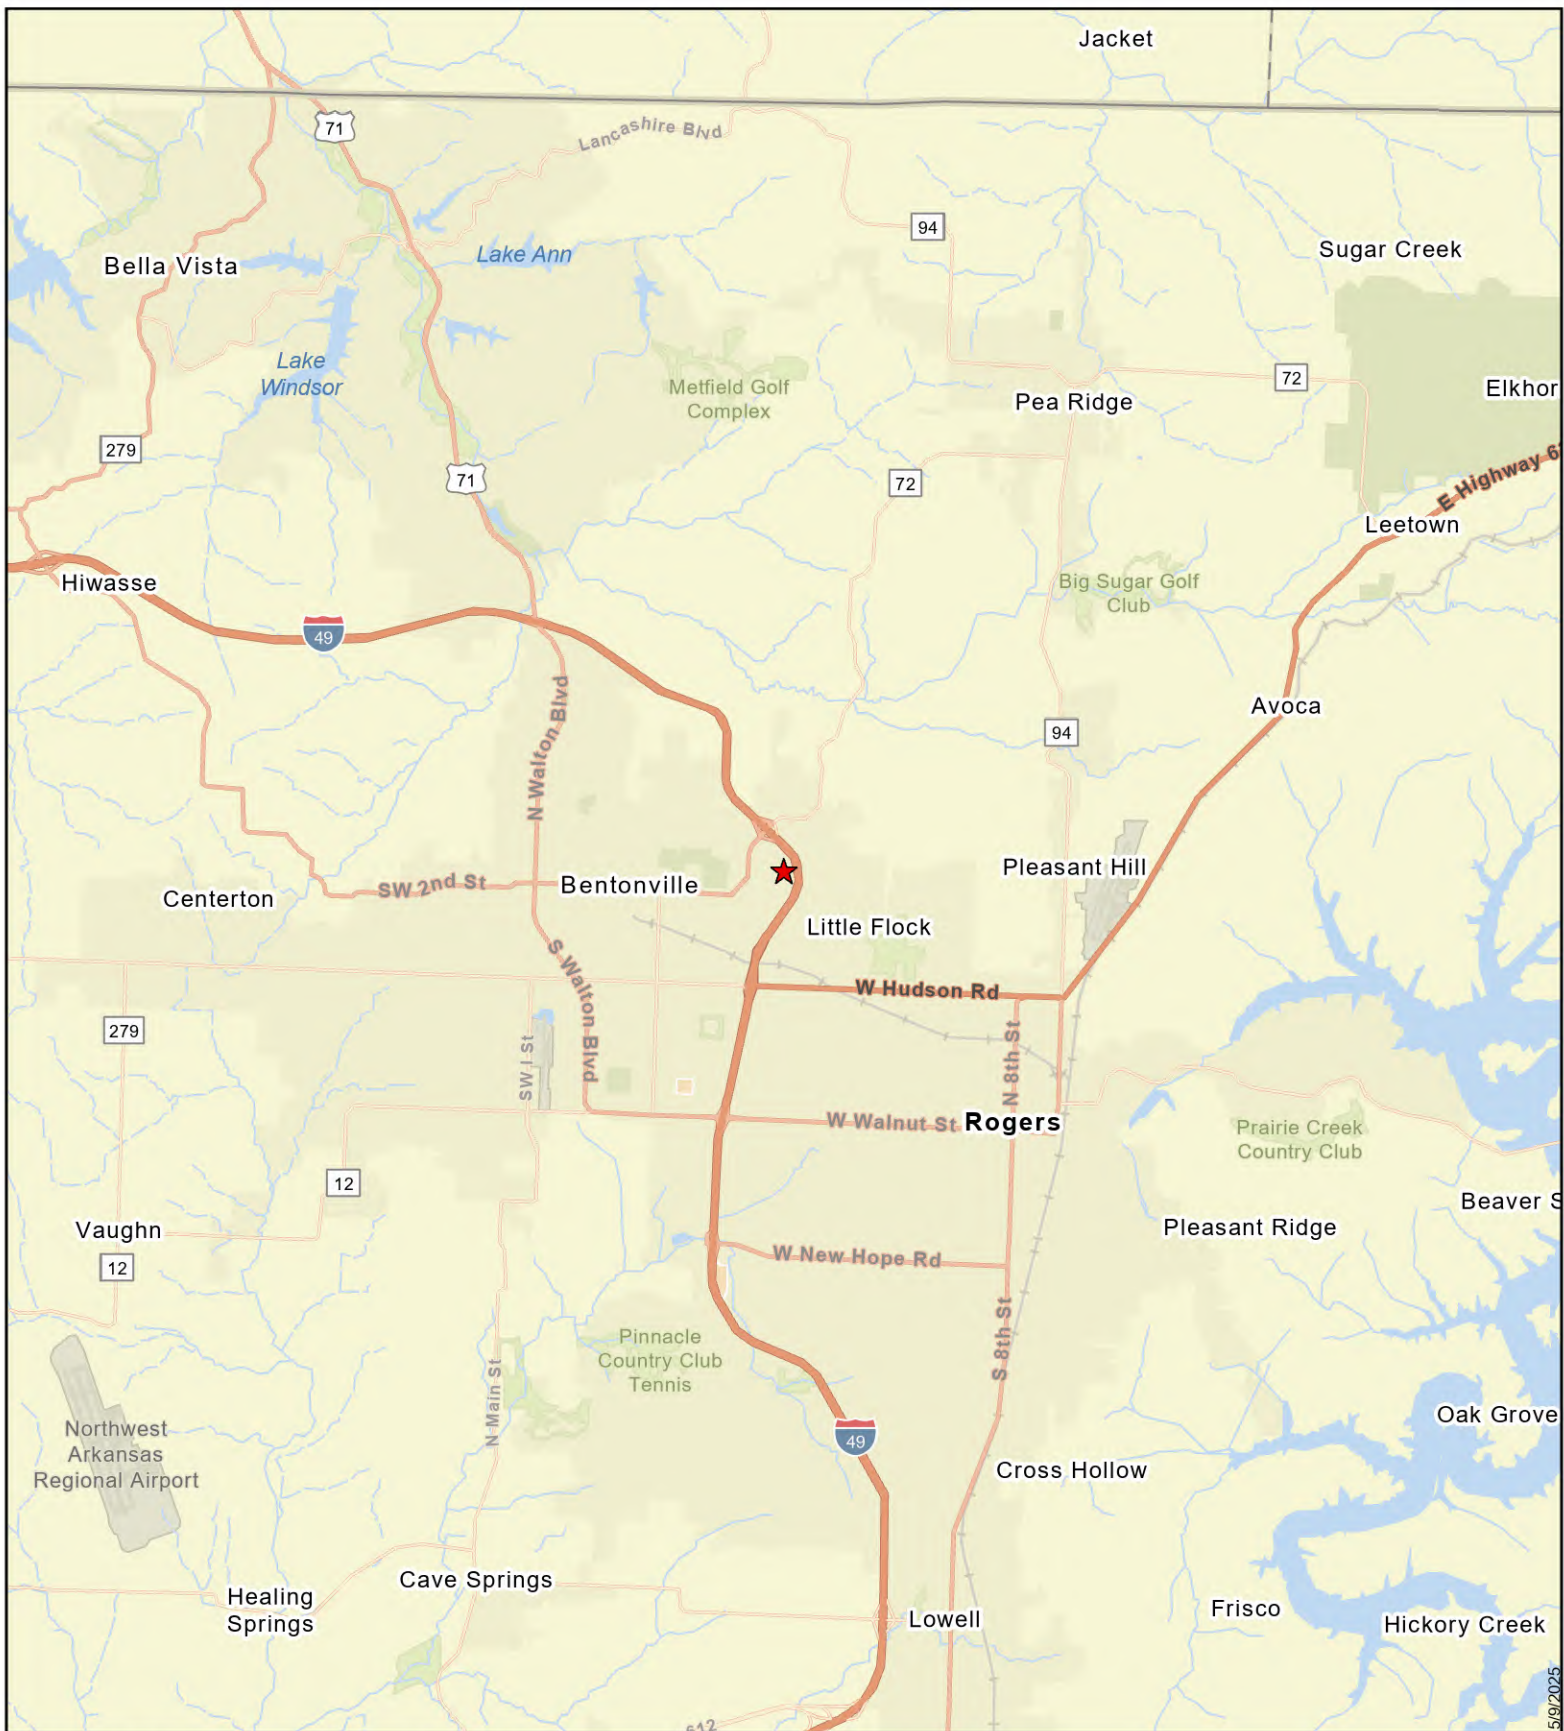 Jacket
71
Lancashire Blvd
94
Sugar Creek
Lake Ann
Bella Vista
Lake
Windsor
Metfield Golf
Complex
72
Elkhor
Pea Ridge
279
71
72
E Highway 6
Leetown
Hiwasse
Big Sugar Golf
Club
49
N Walton Blvd
Avoca
94
Pleasant Hill
SW 2nd St
Bentonville
Centerton
Little Flock
S Walton Blvd
W Hudson Rd
279
SW I St
N 8th St
W Walnut St
Rogers
Prairie Creek
Country Club
12
Beaver S
Vaughn
Pleasant Ridge
12
W New Hope Rd
S 8th St
Pinnacle
Country Club
Tennis
N Main St
Northwest
Arkansas
Regional Airport
Oak Grove
49
Cross Hollow
Cave Springs
Healing
Springs
Frisco
Lowell
Hickory Creek
612
5/9/2025